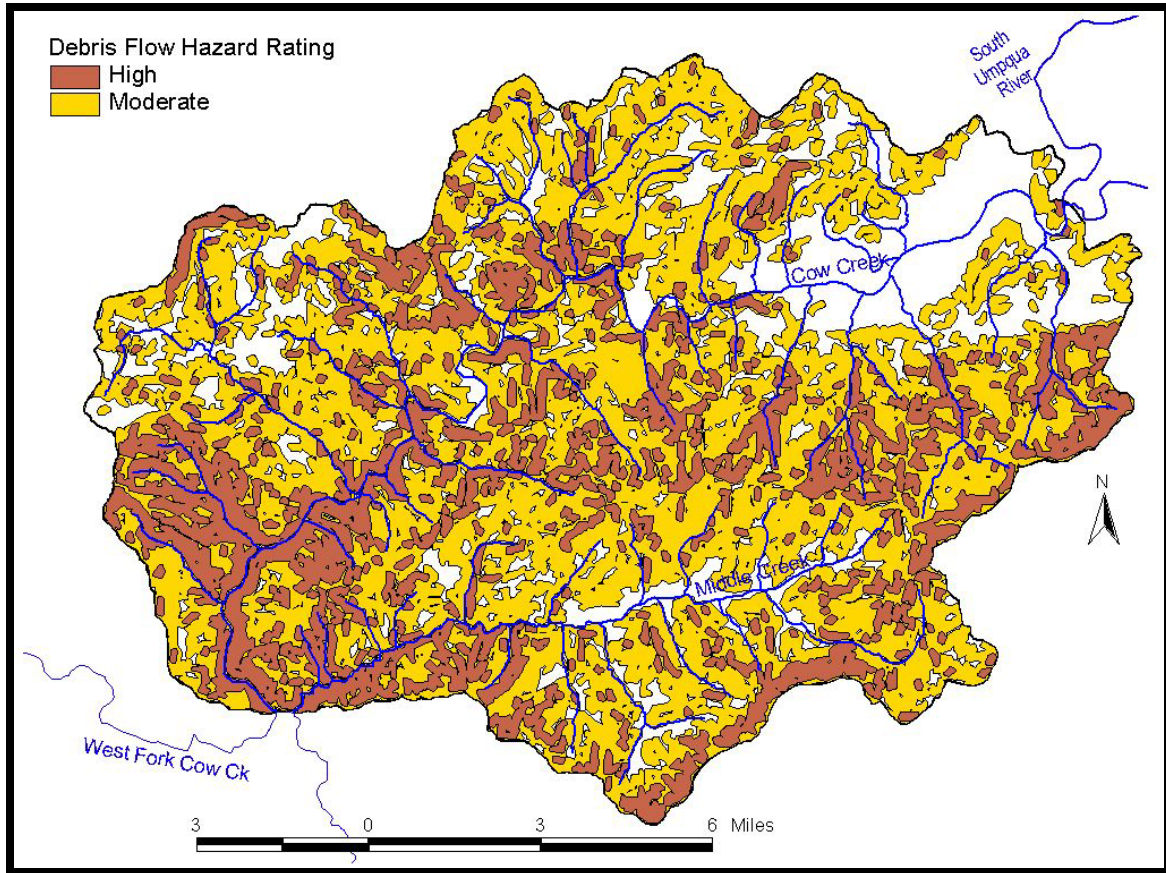 Debris Flow Hazard Rating
High
Moderate
South
Umpqua
River
Cow Creek
N
Middle Creek
West Fork Cow Ck
3 0 3 6 Miles